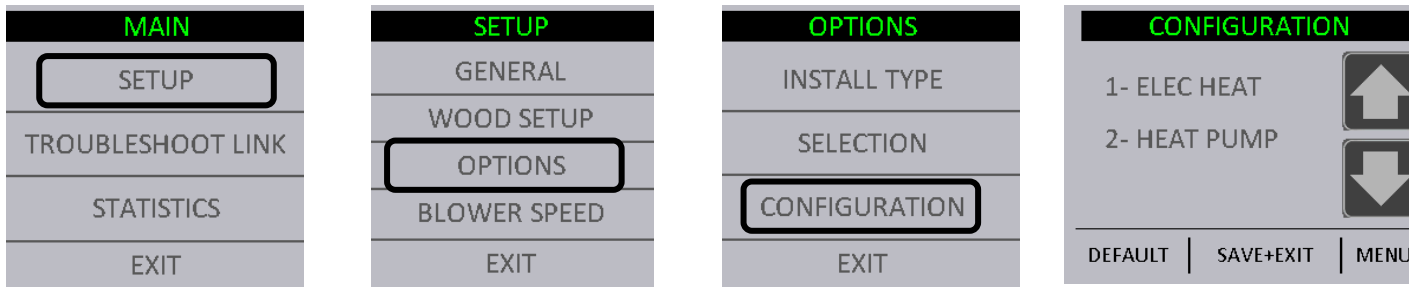 MAIN
SETUP
TROUBLESHOOT LINK
STATISTICS
EXIT
SETUP
GENERAL
WOOD SETUP
OPTIONS
BLOWER SPEED
EXIT
OPTIONS
INSTALL TYPE
SELECTION
CONFIGURATION
EXIT
CONFIGURATION
1- ELEC HEAT
2- HEAT PUMP
DEFAULT SAVE+EXIT MENU